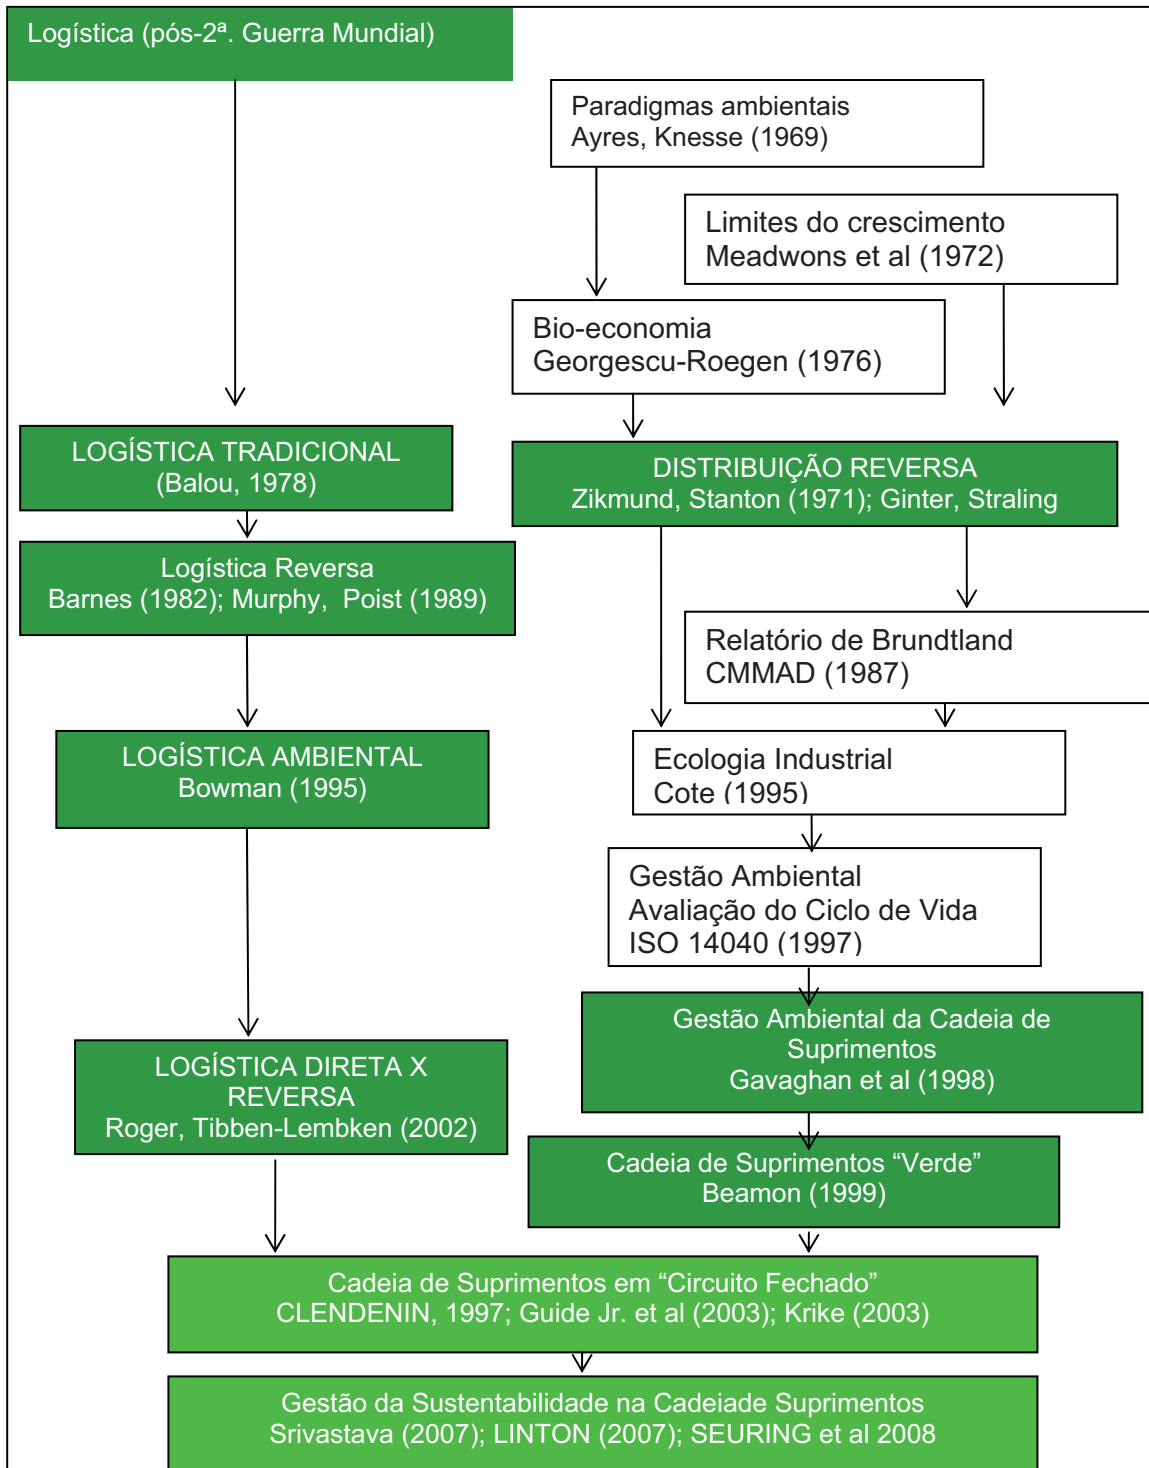 Logística (pós-2ª. Guerra Mundial)
Paradigmas ambientais
Ayres, Knesse (1969)
Limites do crescimento
Meadwons et al (1972)
Bio-economia
Georgescu-Roegen (1976)
LOGÍSTICA TRADICIONAL
(Balou, 1978)
DISTRIBUIÇÃO REVERSA
Zikmund, Stanton (1971); Ginter, Straling
Logística Reversa
Barnes (1982); Murphy, Poist (1989)
Relatório de Brundtland
CMMAD (1987)
LOGÍSTICA AMBIENTAL
Bowman (1995)
Ecologia Industrial
Cote (1995)
Gestão Ambiental
Avaliação do Ciclo de Vida
ISO 14040 (1997)
Gestão Ambiental da Cadeia de
Suprimentos
Gavaghan et al (1998)
LOGÍSTICA DIRETA X
REVERSA
Roger, Tibben-Lembken (2002)
Cadeia de Suprimentos “Verde”
Beamon (1999)
Cadeia de Suprimentos em “Circuito Fechado”
CLENDENIN, 1997; Guide Jr. et al (2003); Krike (2003)
Gestão da Sustentabilidade na Cadeiade Suprimentos
Srivastava (2007); LINTON (2007); SEURING et al 2008